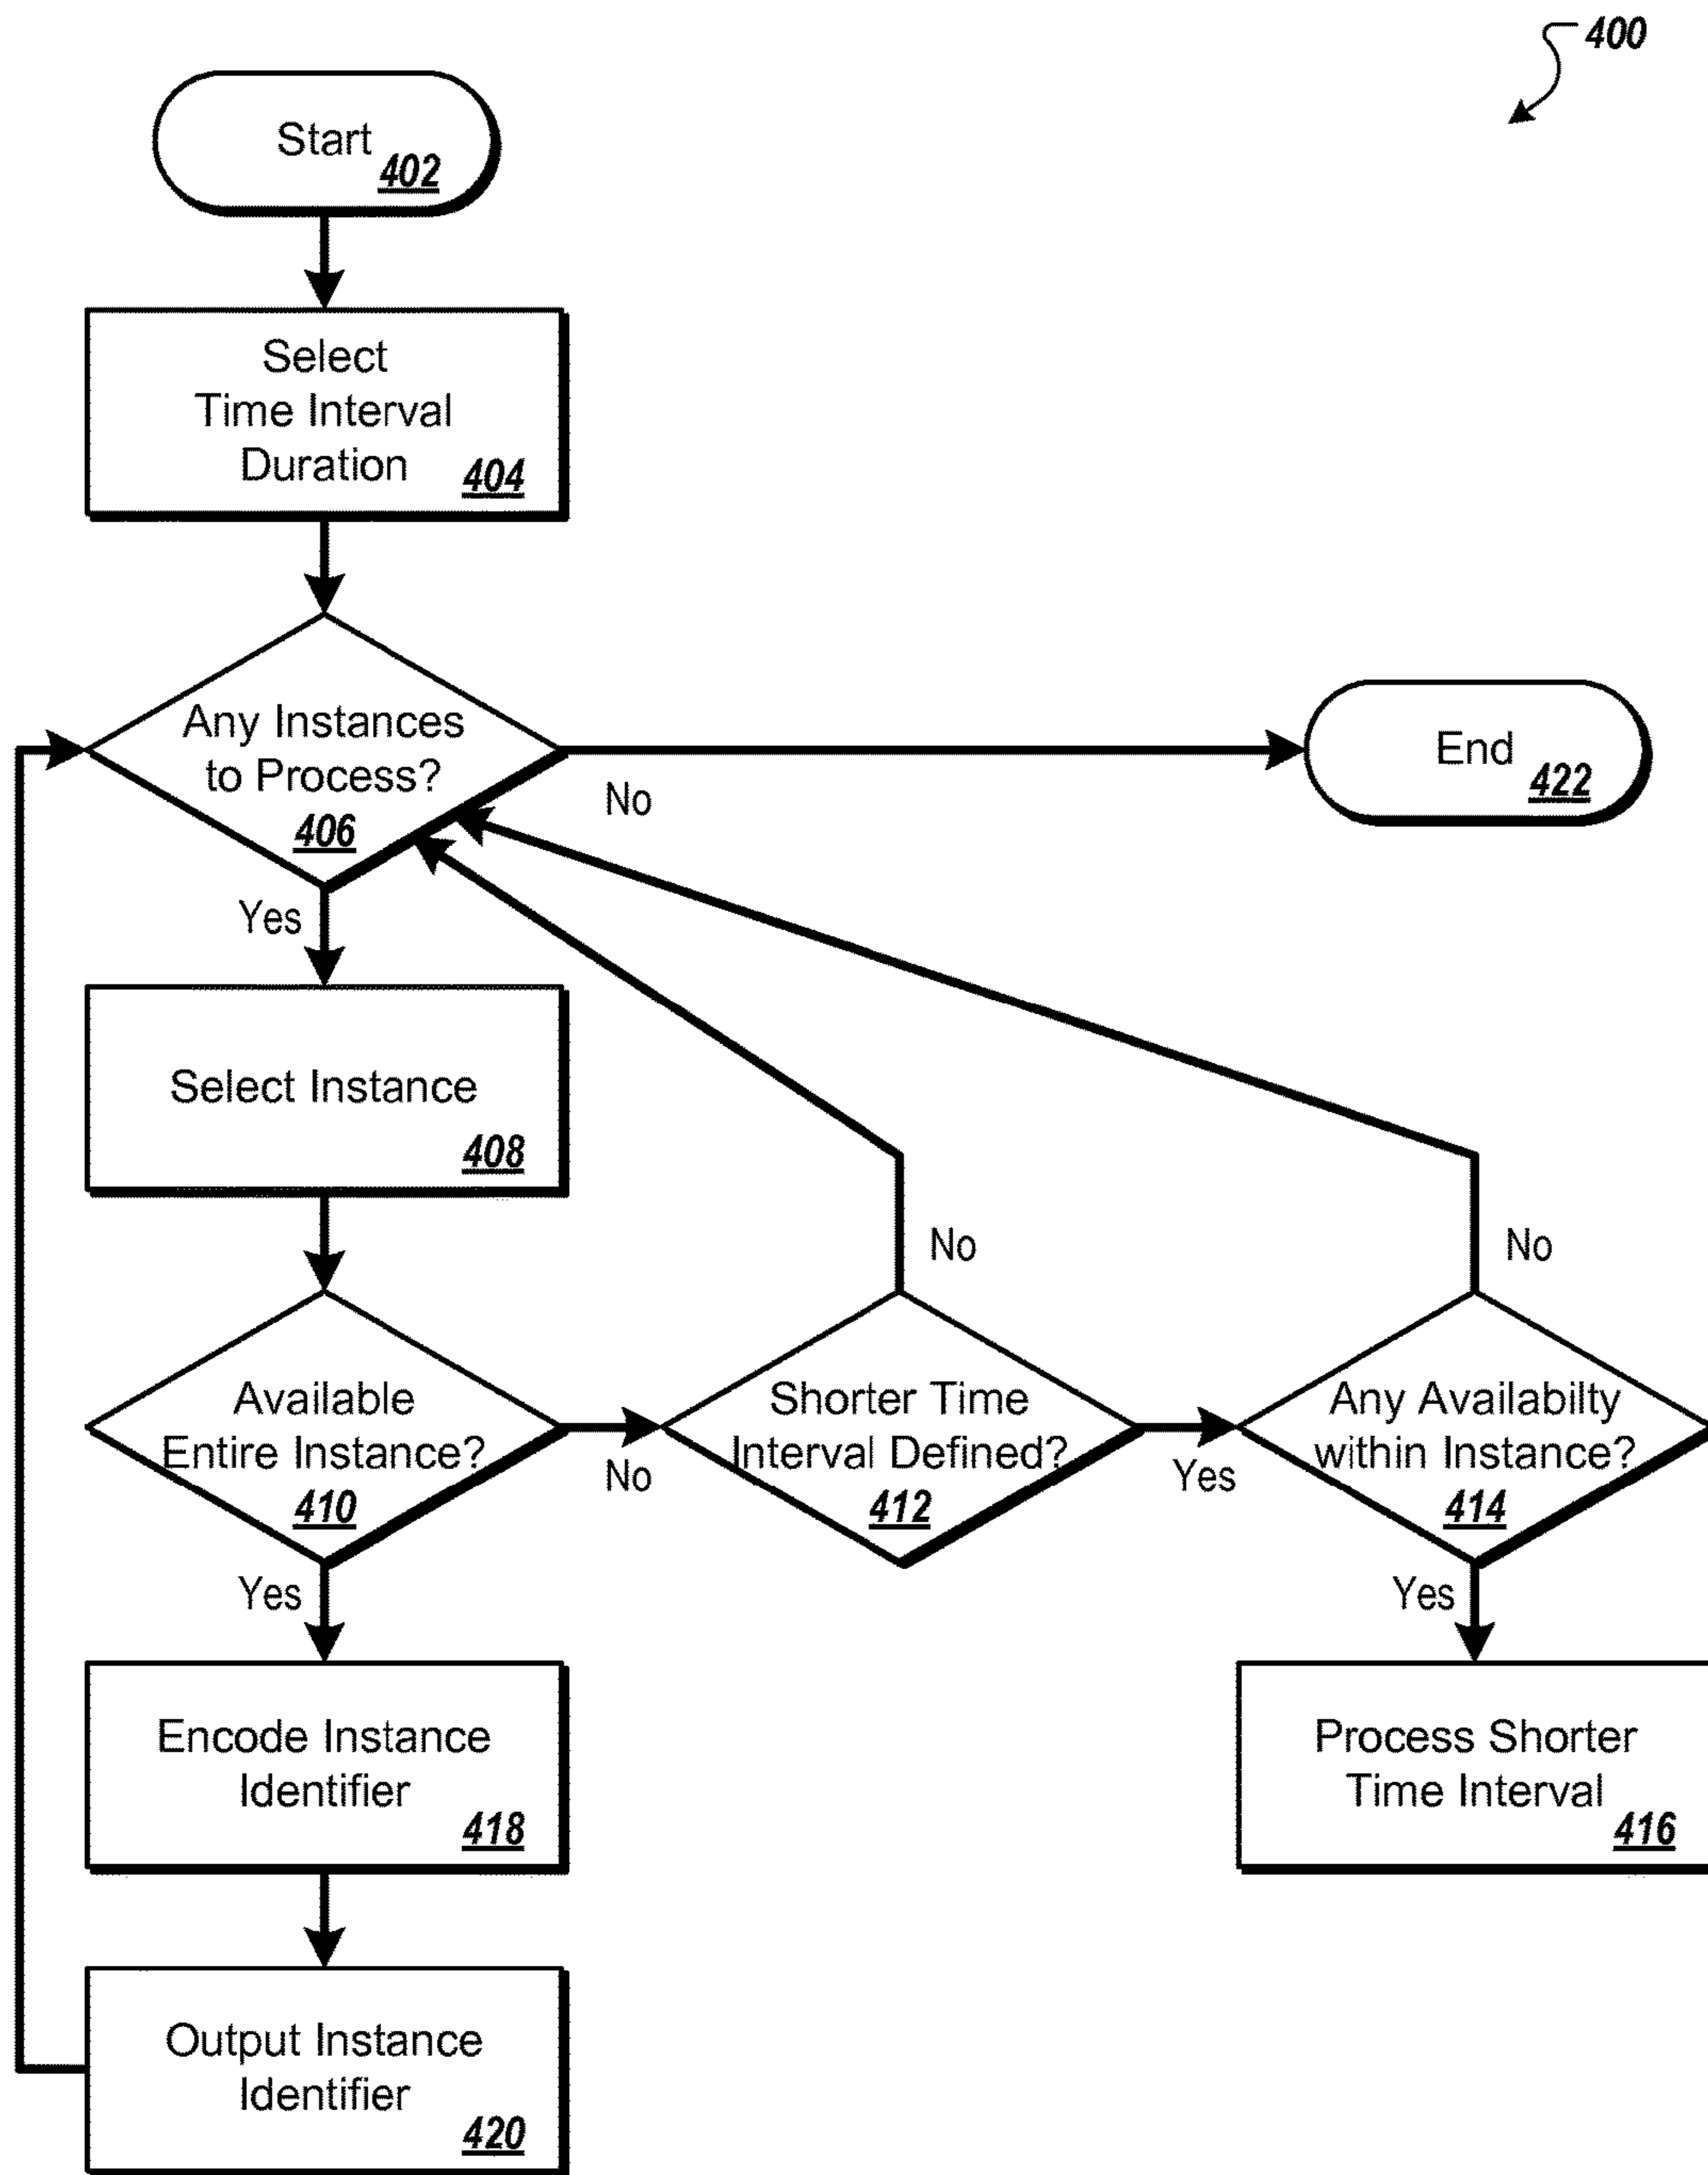 400
Start
402
Select
Time Interval
Duration
404
Any Instances
to Process?
406
No
End
422
Yes
Select Instance
408
No
No
Available
Entire Instance?
410
No
Shorter Time
Interval Defined?
412
Yes
Any Availabilty
within Instance?
414
Yes
Yes
Encode Instance
Identifier
418
Process Shorter
Time Interval
416
Output Instance
Identifier
420